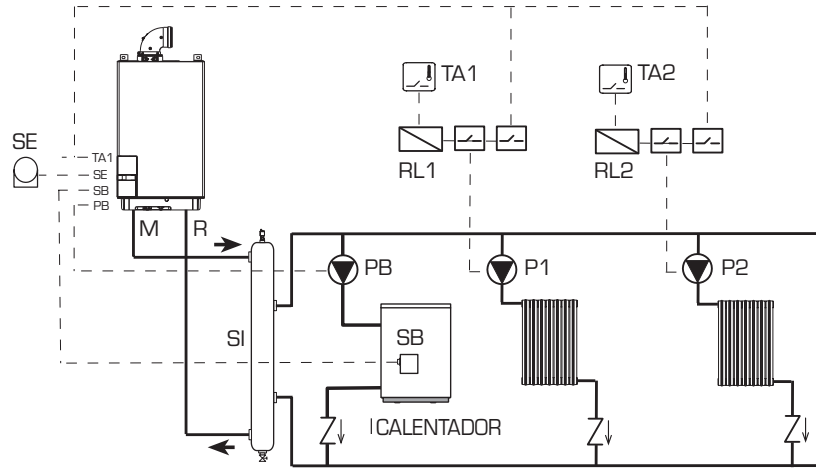 TA1
TA2
SE
RL1
RL2
TA1
SE
SB
PB
M
R
PB
P1
P2
SI
SB
CALENTADOR